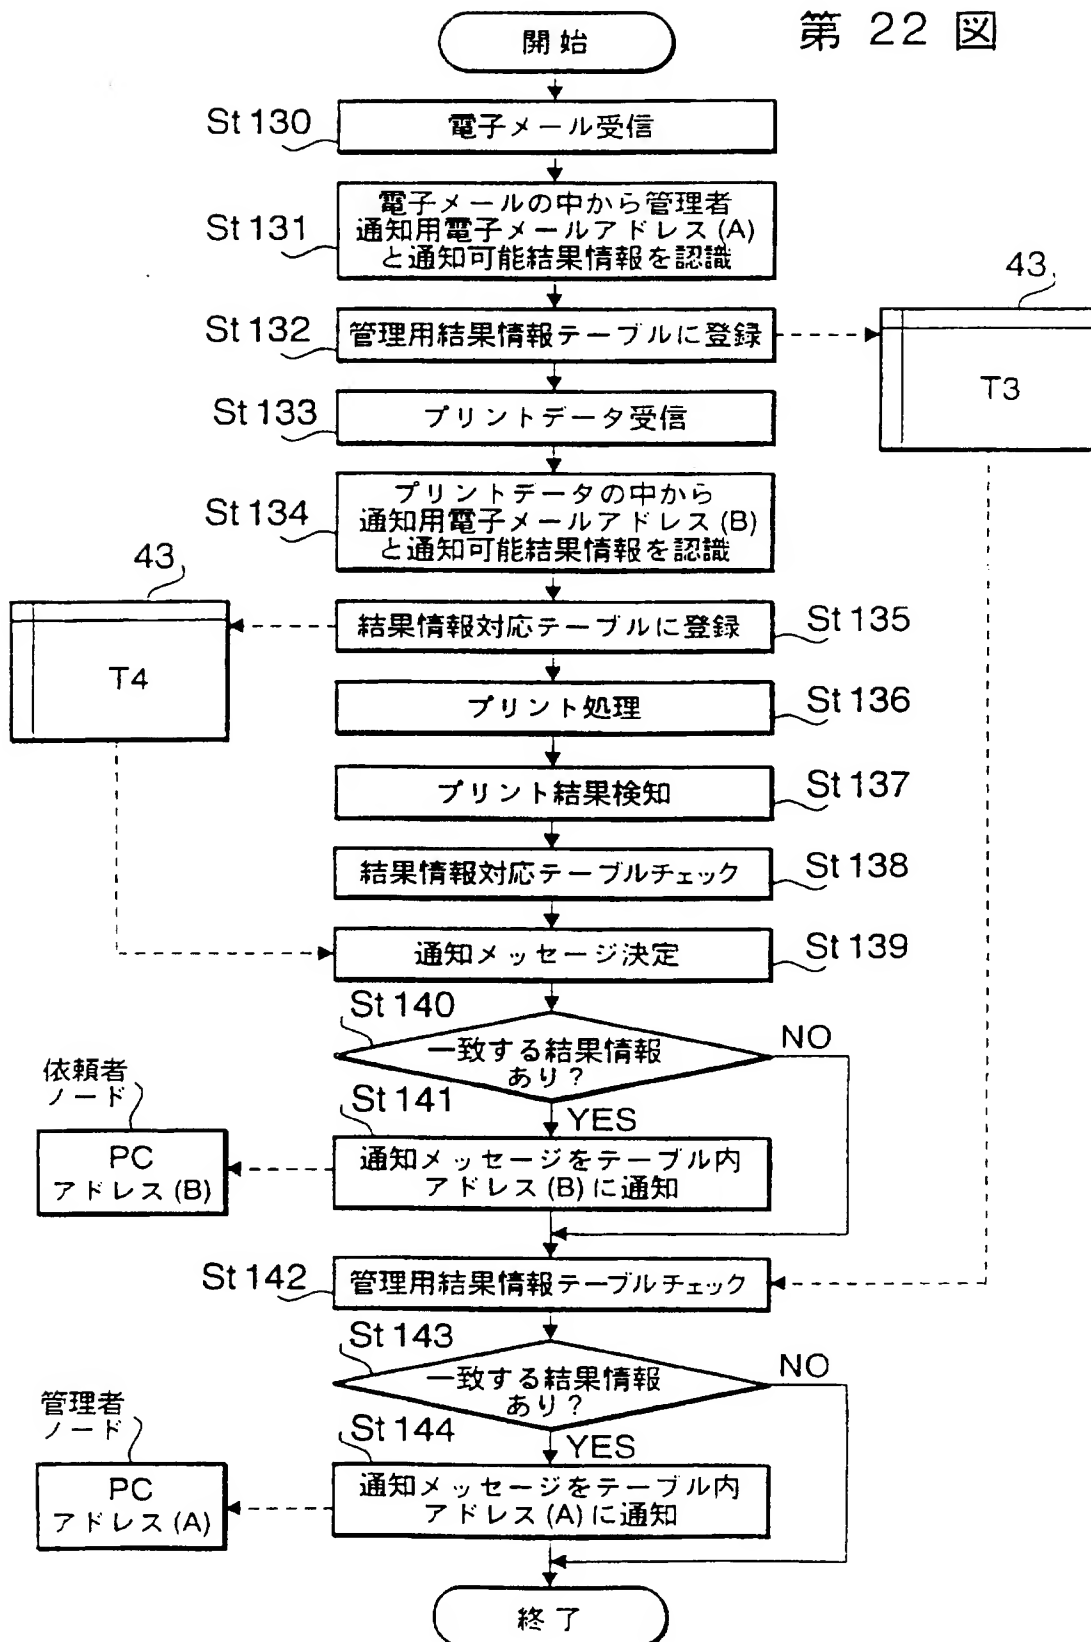 第 22 図
開始
St 130
電子メール受信
St 131
電子メールの中から管理者
通知用電子メールアドレス(A)
と通知可能結果情報を認識
43
St 132
管理用結果情報テーブルに登録
T3
St 133
プリントデータ受信
St 134
プリントデータの中から
通知用電子メールアドレス(B)
と通知可能結果情報を認識
43
結果情報対応テーブルに登録
St 135
T4
プリント処理
St 136
プリント結果検知
St 137
結果情報対応テーブルチェック
St 138
通知メッセージ決定
St 139
St 140
一致する結果情報
あり?
NO
YES
依頼者
ノード
St 141
PC
アドレス(B)
通知メッセージをテーブル内
アドレス(B)に通知
St 142
管理用結果情報テーブルチェック
St 143
一致する結果情報
あり?
NO
YES
管理者
ノード
St 144
PC
アドレス(A)
通知メッセージをテーブル内
アドレス(A)に通知
終了